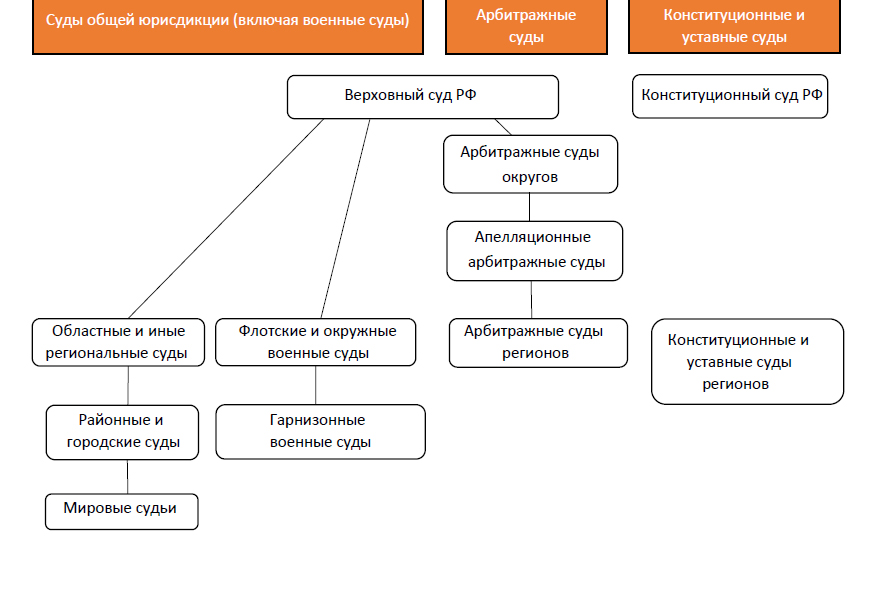 Суды общей юрисдикции (включая военные суды)
Арбитражные
суды
Конституционные и
уставные суды
Верховный суд РФ
Конституционный суд РФ
Арбитражные суды
округов
Апелляционные
арбитражные суды
Областные и иные
региональные суды
Флотские и окружные
военные суды
Арбитражные суды
регионов
Конституционные и
уставные суды
регионов
Районные и
городские суды
Гарнизонные
военные суды
Мировые судьи